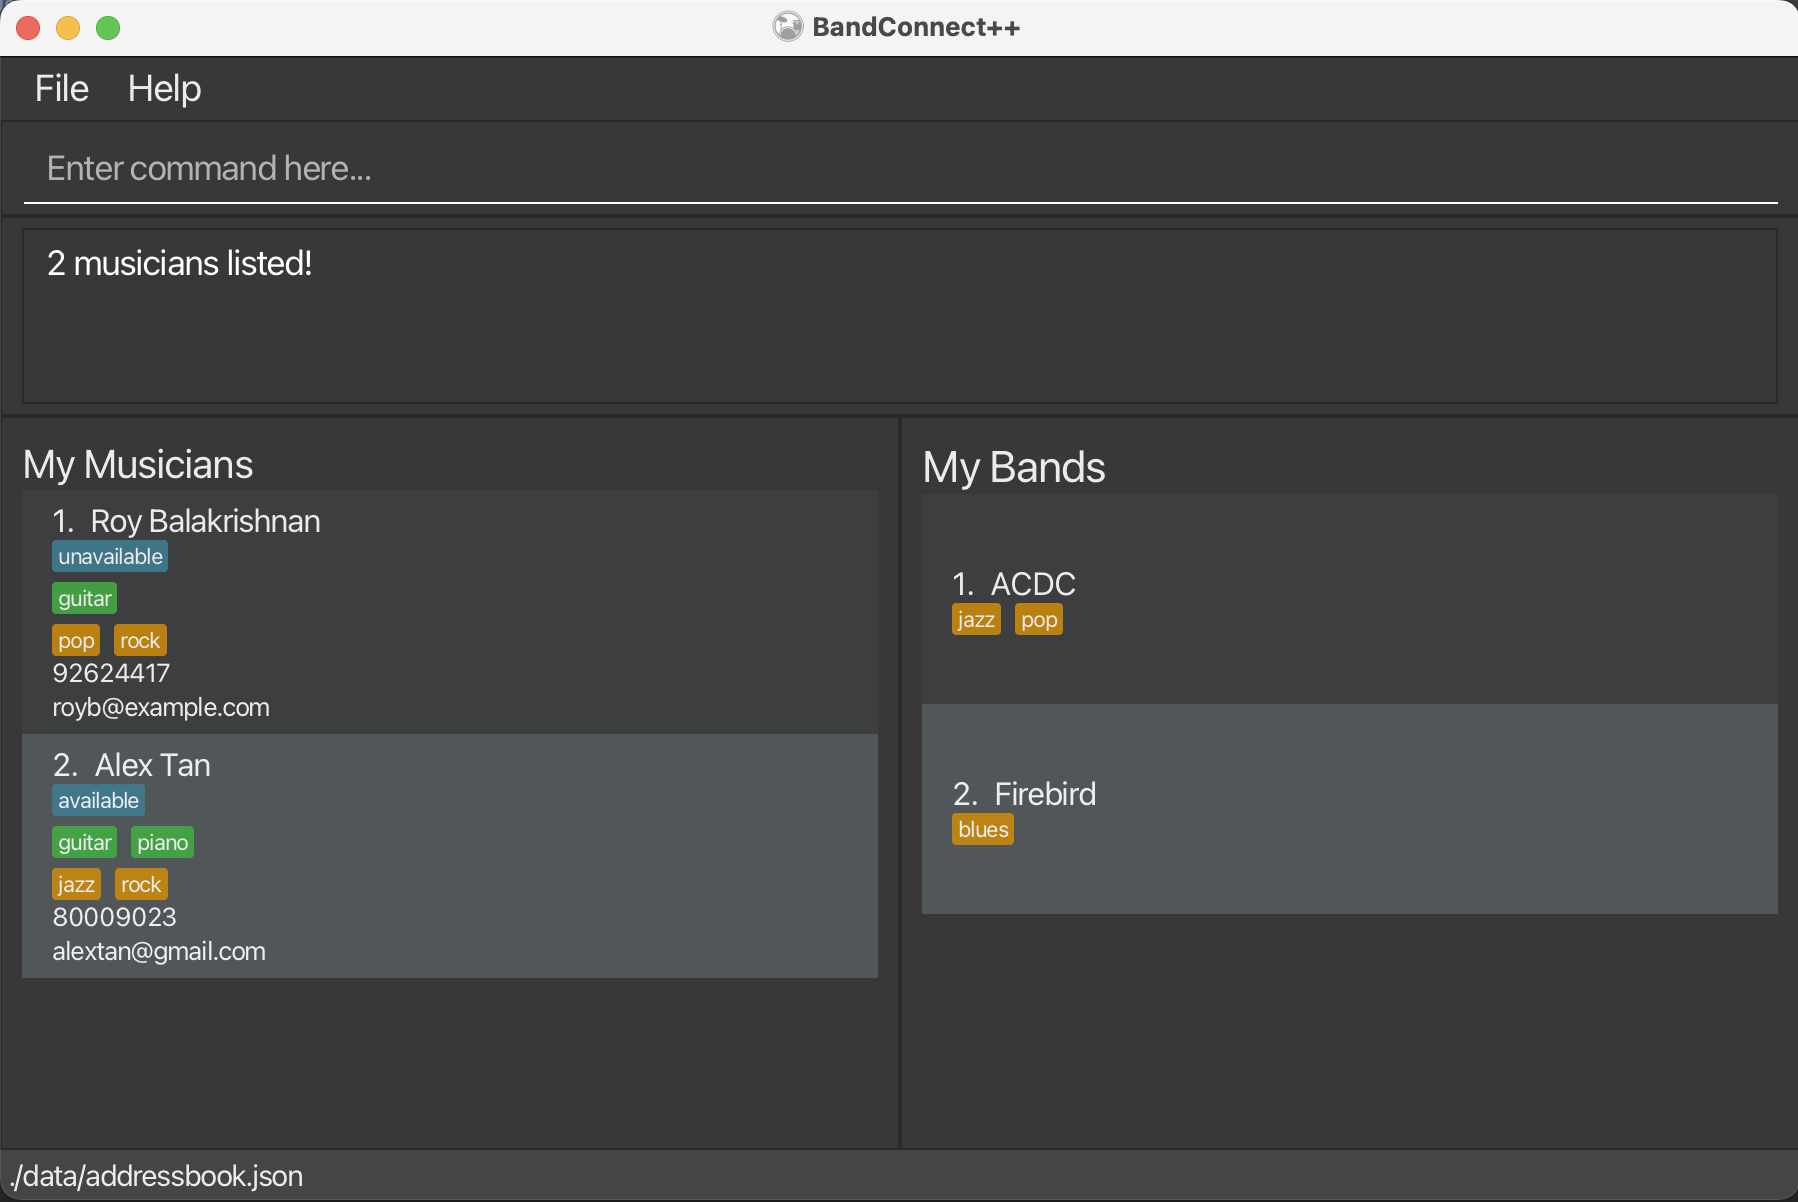 BandConnect++
File Help
Enter command here...
2 musicians listed!
My Musicians
1. Roy Balakrishnan
unavailable
guitar
pop rock
92624417
royb@example.com
2. Alex Tan
available
guitar piano
jazz rock
80009023
alextan@gmail.com
My Bands
1. ACDC
jazz pop
2. Firebird
blues
./data/addressbook.json